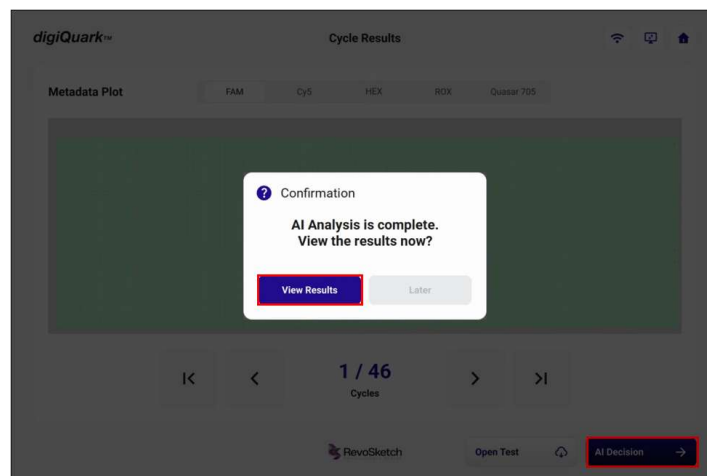 digiQuark™
Cycle Results
Metadata Plot
FAM
Cy5
HEX
ROX
Quasar 705
Confirmation
AI Analysis is complete.
View the results now?
View Results
Later
1 / 46
Cycles
RevoSketch
Open Test
AI Decision